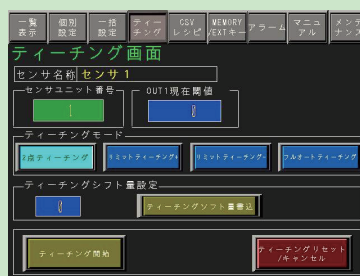 一覧表示 個別設定 一括設定 ティーチング CSVレシピ MEMORY/EXTキー アラーム マニュアル メンテナンス
ティーチング画面
センサ名称 センサ1
センサユニット番号 OUT1現在閾値
1 0
ティーチングモード
2点ティーチング リミットティーチング+ リミットティーチング- フルオートティーチング
ティーチングシフト量設定
0 ティーチングシフト量書込
ティーチング開始 ティーチングリセット/キャンセル